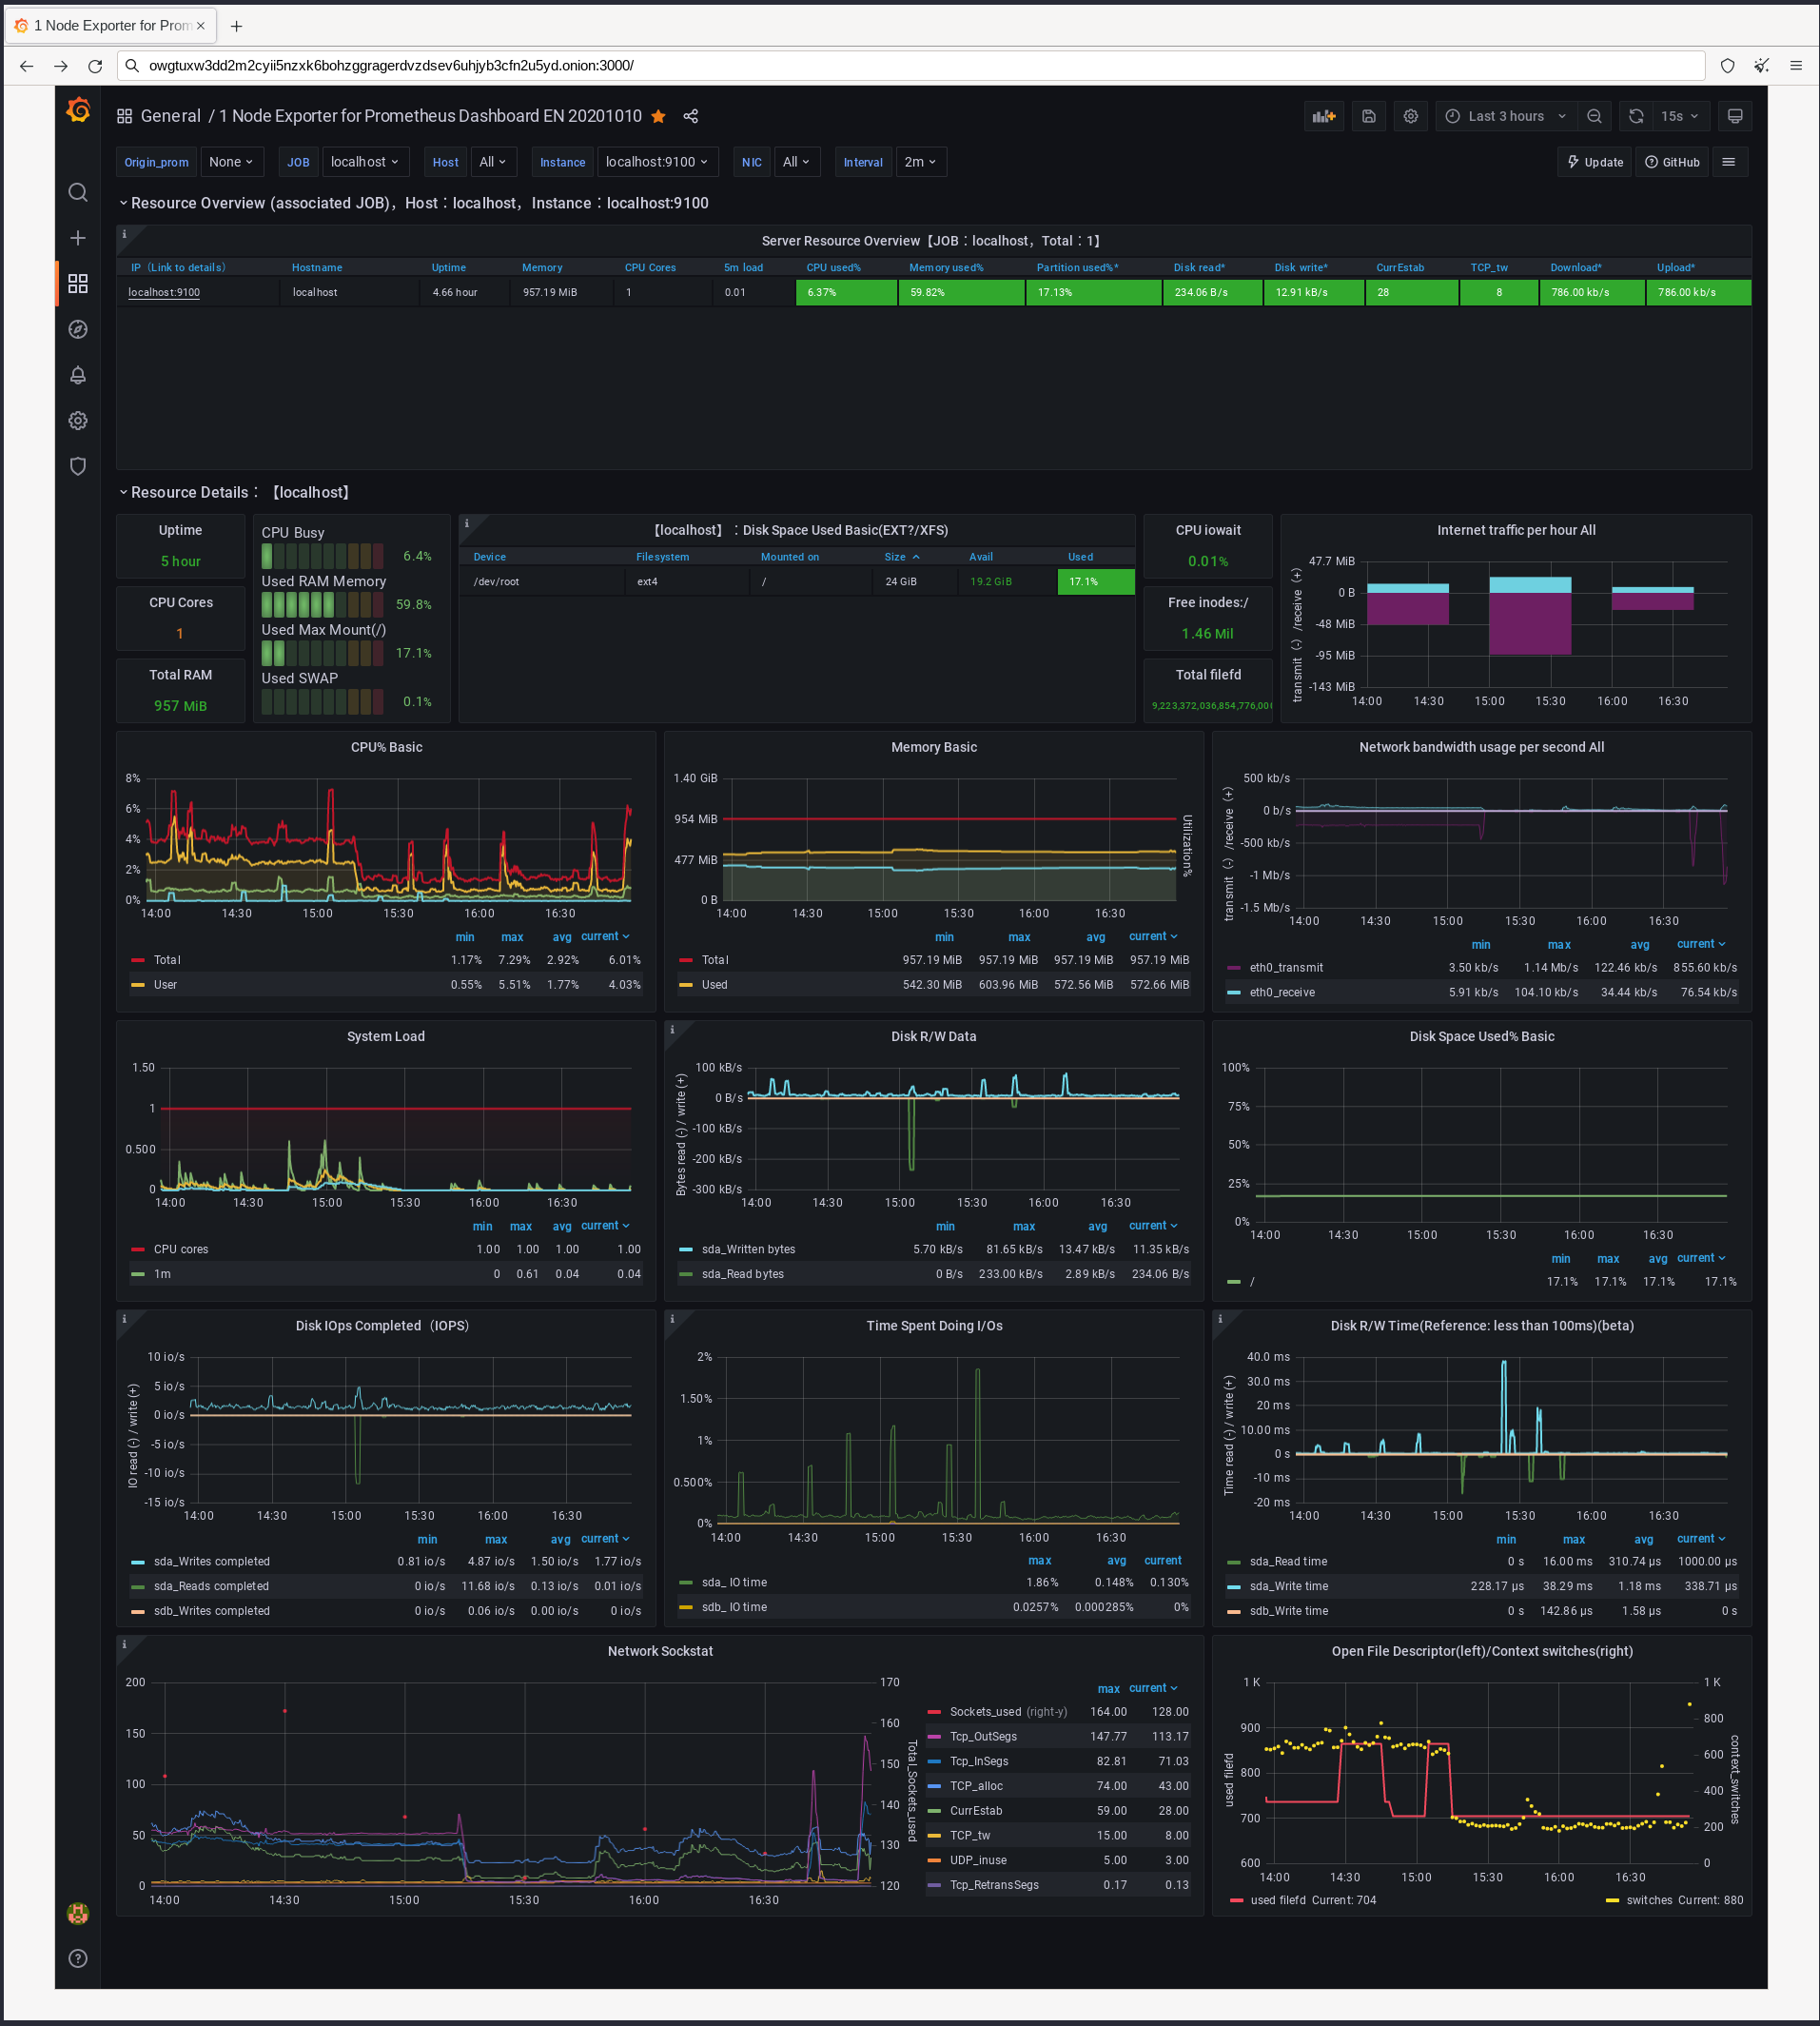 1 Node Exporter for Prom
owgtuxw3dd2m2cyii5nzxk6bohzggragerdvzdsev6uhjyb3cfn2u5yd.onion:3000/
General / 1 Node Exporter for Prometheus Dashboard EN 20201010
Last 3 hours
15s
Origin_prom None JOB localhost Host All Instance localhost:9100 NIC All Interval 2m
Update GitHub
Resource Overview (associated JOB)，Host：localhost，Instance：localhost:9100
Server Resource Overview【JOB：localhost，Total：1】
IP（Link to details） Hostname Uptime Memory CPU Cores 5m load CPU used% Memory used% Partition used%* Disk read* Disk write* CurrEstab TCP_tw Download* Upload*
localhost:9100 localhost 4.66 hour 957.19 MiB 1 0.01 6.37% 59.82% 17.13% 234.06 B/s 12.91 kB/s 28 8 786.00 kb/s 786.00 kb/s
Resource Details：【localhost】
Uptime
5 hour
CPU Cores
1
Total RAM
957 MiB
CPU Busy
6.4%
Used RAM Memory
59.8%
Used Max Mount(/)
17.1%
Used SWAP
0.1%
【localhost】：Disk Space Used Basic(EXT?/XFS)
Device Filesystem Mounted on Size Avail Used
/dev/root ext4 / 24 GiB 19.2 GiB 17.1%
CPU iowait
0.01%
Free inodes:/
1.46 Mil
Total filefd
9,223,372,036,854,776,00
Internet traffic per hour All
transmit（-）/receive（+）
47.7 MiB
0 B
-48 MiB
-95 MiB
-143 MiB
14:00 14:30 15:00 15:30 16:00 16:30
CPU% Basic
8%
6%
4%
2%
0%
14:00 14:30 15:00 15:30 16:00 16:30
min max avg current
Total 1.17% 7.29% 2.92% 6.01%
User 0.55% 5.51% 1.77% 4.03%
Memory Basic
1.40 GiB
954 MiB
477 MiB
0 B
Utilization%
14:00 14:30 15:00 15:30 16:00 16:30
min max avg current
Total 957.19 MiB 957.19 MiB 957.19 MiB 957.19 MiB
Used 542.30 MiB 603.96 MiB 572.56 MiB 572.66 MiB
Network bandwidth usage per second All
transmit（-）/receive（+）
500 kb/s
0 b/s
-500 kb/s
-1 Mb/s
-1.5 Mb/s
14:00 14:30 15:00 15:30 16:00 16:30
min max avg current
eth0_transmit 3.50 kb/s 1.14 Mb/s 122.46 kb/s 855.60 kb/s
eth0_receive 5.91 kb/s 104.10 kb/s 34.44 kb/s 76.54 kb/s
System Load
1.50
1
0.500
0
14:00 14:30 15:00 15:30 16:00 16:30
min max avg current
CPU cores 1.00 1.00 1.00 1.00
1m 0 0.61 0.04 0.04
Disk R/W Data
Bytes read (-) / write (+)
100 kB/s
0 B/s
-100 kB/s
-200 kB/s
-300 kB/s
14:00 14:30 15:00 15:30 16:00 16:30
min max avg current
sda_Written bytes 5.70 kB/s 81.65 kB/s 13.47 kB/s 11.35 kB/s
sda_Read bytes 0 B/s 233.00 kB/s 2.89 kB/s 234.06 B/s
Disk Space Used% Basic
100%
75%
50%
25%
0%
14:00 14:30 15:00 15:30 16:00 16:30
min max avg current
/ 17.1% 17.1% 17.1% 17.1%
Disk IOps Completed（IOPS）
IO read (-) / write (+)
10 io/s
5 io/s
0 io/s
-5 io/s
-10 io/s
-15 io/s
14:00 14:30 15:00 15:30 16:00 16:30
min max avg current
sda_Writes completed 0.81 io/s 4.87 io/s 1.50 io/s 1.77 io/s
sda_Reads completed 0 io/s 11.68 io/s 0.13 io/s 0.01 io/s
sdb_Writes completed 0 io/s 0.06 io/s 0.00 io/s 0 io/s
Time Spent Doing I/Os
2%
1.50%
1%
0.500%
0%
14:00 14:30 15:00 15:30 16:00 16:30
max avg current
sda_ IO time 1.86% 0.148% 0.130%
sdb_ IO time 0.0257% 0.000285% 0%
Disk R/W Time(Reference: less than 100ms)(beta)
Time read (-) / write (+)
40.0 ms
30.0 ms
20 ms
10.00 ms
0 s
-10 ms
-20 ms
14:00 14:30 15:00 15:30 16:00 16:30
min max avg current
sda_Read time 0 s 16.00 ms 310.74 µs 1000.00 µs
sda_Write time 228.17 µs 38.29 ms 1.18 ms 338.71 µs
sdb_Write time 0 s 142.86 µs 1.58 µs 0 s
Network Sockstat
200
150
100
50
0
170
160
150
140
130
120
Total_Sockets_used
14:00 14:30 15:00 15:30 16:00 16:30
max current
Sockets_used (right-y) 164.00 128.00
Tcp_OutSegs 147.77 113.17
Tcp_InSegs 82.81 71.03
TCP_alloc 74.00 43.00
CurrEstab 59.00 28.00
TCP_tw 15.00 8.00
UDP_inuse 5.00 3.00
Tcp_RetransSegs 0.17 0.13
Open File Descriptor(left)/Context switches(right)
used filefd
1 K
900
800
700
600
1 K
800
600
400
200
0
context_switches
14:00 14:30 15:00 15:30 16:00 16:30
used filefd Current: 704 switches Current: 880